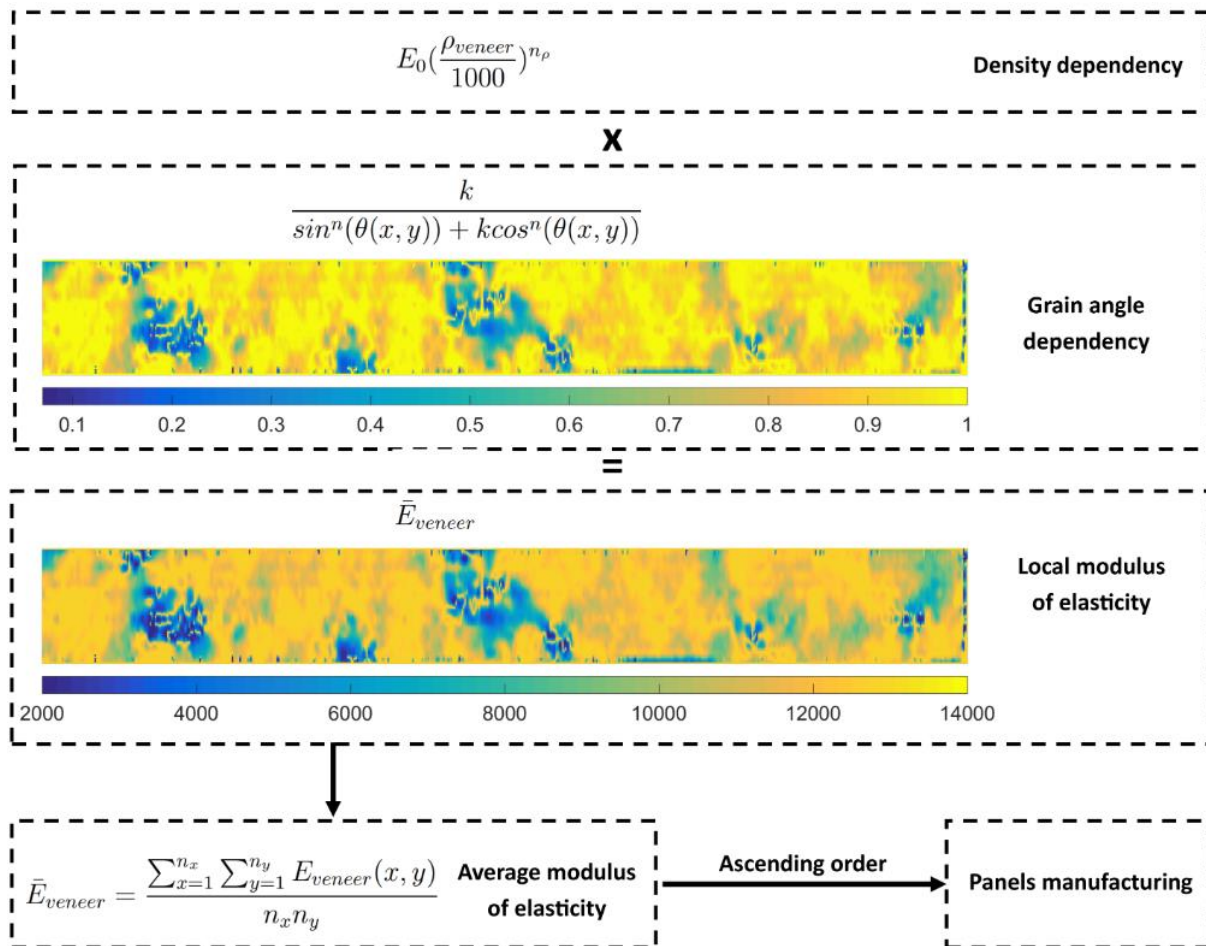 E_0(\frac{\rho_{veneer}}{1000})^{n_\rho}
Density dependency
x
\frac{k}{sin^n(\theta(x, y)) + kcos^n(\theta(x, y))}
Grain angle
dependency
0.1 0.2 0.3 0.4 0.5 0.6 0.7 0.8 0.9 1
=
\bar{E}_{veneer}
Local modulus
of elasticity
2000 4000 6000 8000 10000 12000 14000
\bar{E}_{veneer} = \frac{\sum_{x=1}^{n_x} \sum_{y=1}^{n_y} E_{veneer}(x, y)}{n_x n_y}
Average modulus
of elasticity
Ascending order
Panels manufacturing